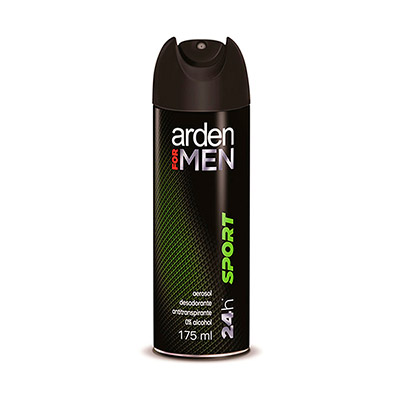 arden
FOR MEN
SPORT
24h
aerosol
desodorante
antitranspirante
0% alcohol
175 ml